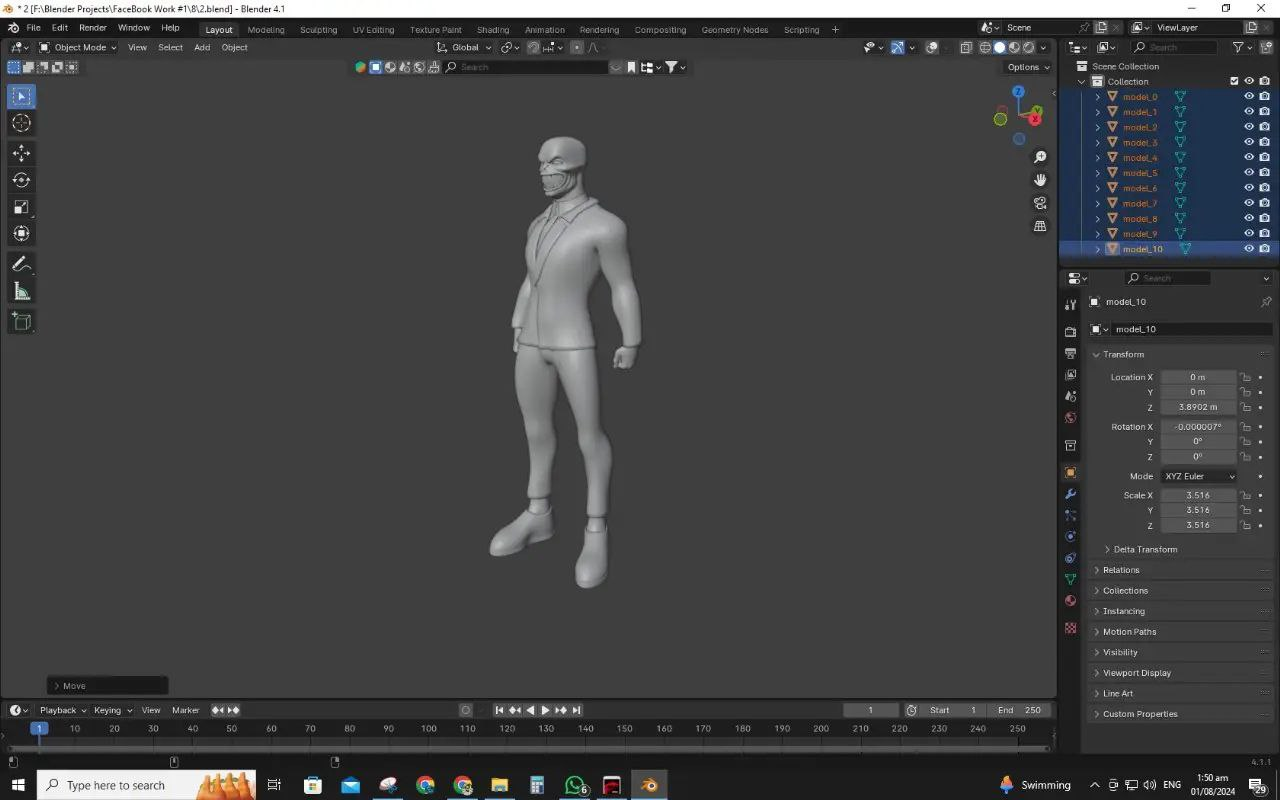 * 2 [F:\Blender Projects\FaceBook Work #1\8\2.blend] - Blender 4.1
File Edit Render Window Help Layout Modeling Sculpting UV Editing Texture Paint Shading Animation Rendering Compositing Geometry Nodes Scripting + Scene ViewLayer
Object Mode View Select Add Object Global Search
Search Options
Scene Collection
Collection
model_0
model_1
model_2
model_3
model_4
model_5
model_6
model_7
model_8
model_9
model_10
Z
Y
X
Search
model_10
model_10
Transform
Location X 0 m
Y 0 m
Z 3.8902 m
Rotation X -0.000007°
Y 0°
Z 0°
Mode XYZ Euler
Scale X 3.516
Y 3.516
Z 3.516
Delta Transform
Relations
Collections
Instancing
Motion Paths
Visibility
Viewport Display
Line Art
Custom Properties
Move
Playback Keying View Marker 1 Start 1 End 250
1 10 20 30 40 50 60 70 80 90 100 110 120 130 140 150 160 170 180 190 200 210 220 230 240 250
4.1.1
Type here to search 6 Swimming ENG 1:50 am 01/08/2024 29